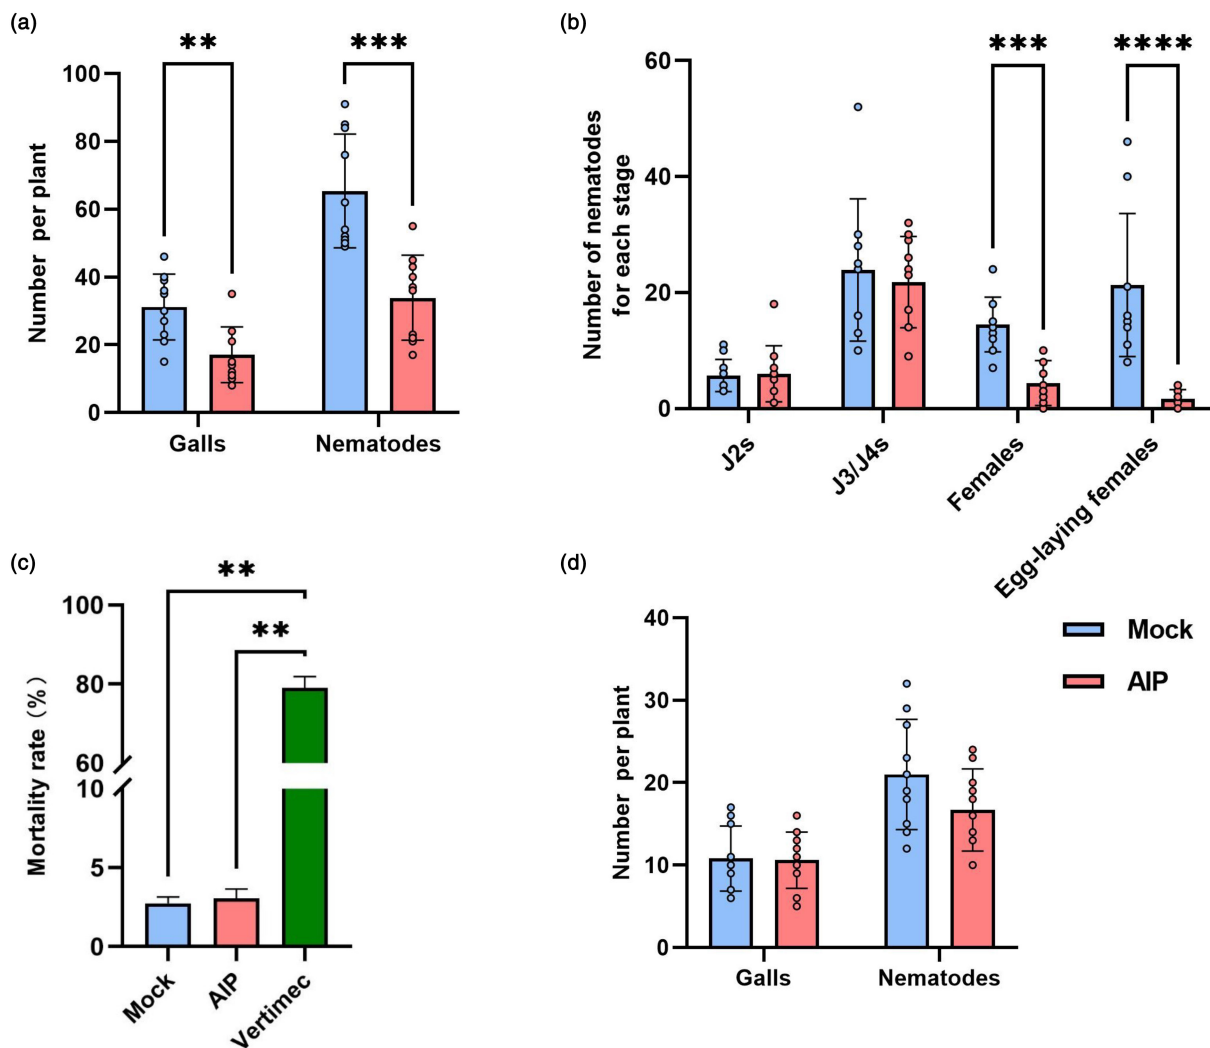 (a)
** ***
100
80
60
40
20
0
Number per plant
Galls Nematodes
(b)
*** ****
60
40
20
0
Number of nematodes
for each stage
J2s J3/J4s Females Egg-laying females
(c)
**
**
100
80
60
10
5
0
Mortality rate (%)
Mock AIP Vertimec
(d)
40
30
20
10
0
Number per plant
Galls Nematodes
Mock
AIP